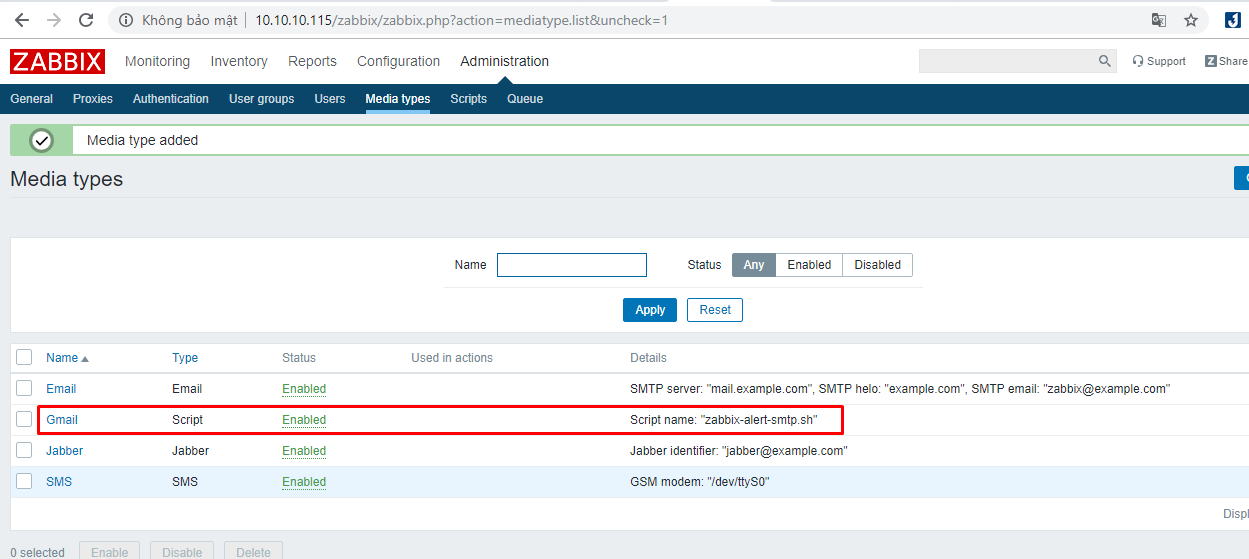 Không bảo mật 10.10.10.115/zabbix/zabbix.php?action=mediatype.list&uncheck=1
ZABBIX Monitoring Inventory Reports Configuration Administration Support Z Share
General Proxies Authentication User groups Users Media types Scripts Queue
Media type added
Media types
Name Status Any Enabled Disabled
Apply Reset
Name Type Status Used in actions Details
Email Email Enabled SMTP server: "mail.example.com", SMTP helo: "example.com", SMTP email: "zabbix@example.com"
Gmail Script Enabled Script name: "zabbix-alert-smtp.sh"
Jabber Jabber Enabled Jabber identifier: "jabber@example.com"
SMS SMS Enabled GSM modem: "/dev/ttyS0"
Displ
0 selected Enable Disable Delete